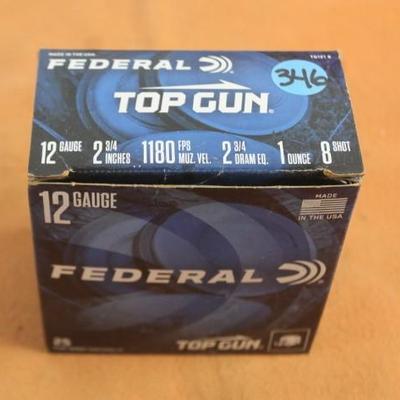 MADE IN THE USA
FEDERAL
346
TOP GUN®
12 GAUGE 2 3/4 INCHES 1180 FPS MUZ. VEL. 2 3/4 DRAM EQ. 1 OUNCE 8 SHOT
12 GAUGE
MADE
IN THE USA
FEDERAL
25
TOP GUN